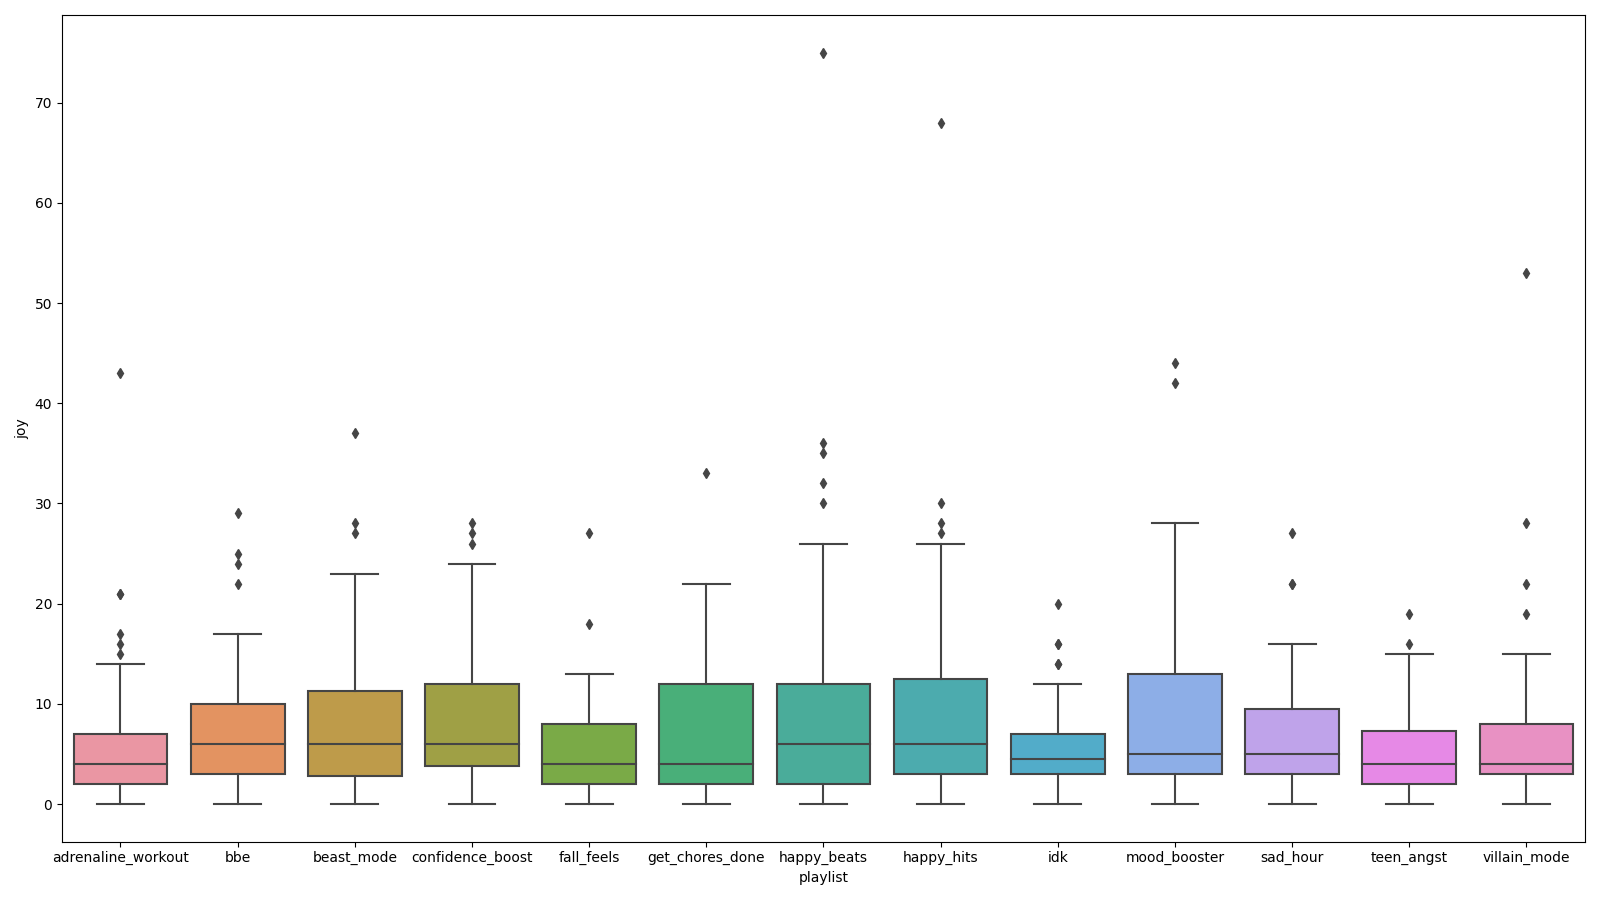 70
60
50
40
30
20
10
0
joy
adrenaline_workout bbe beast_mode confidence_boost fall_feels get_chores_done happy_beats happy_hits idk mood_booster sad_hour teen_angst villain_mode
playlist